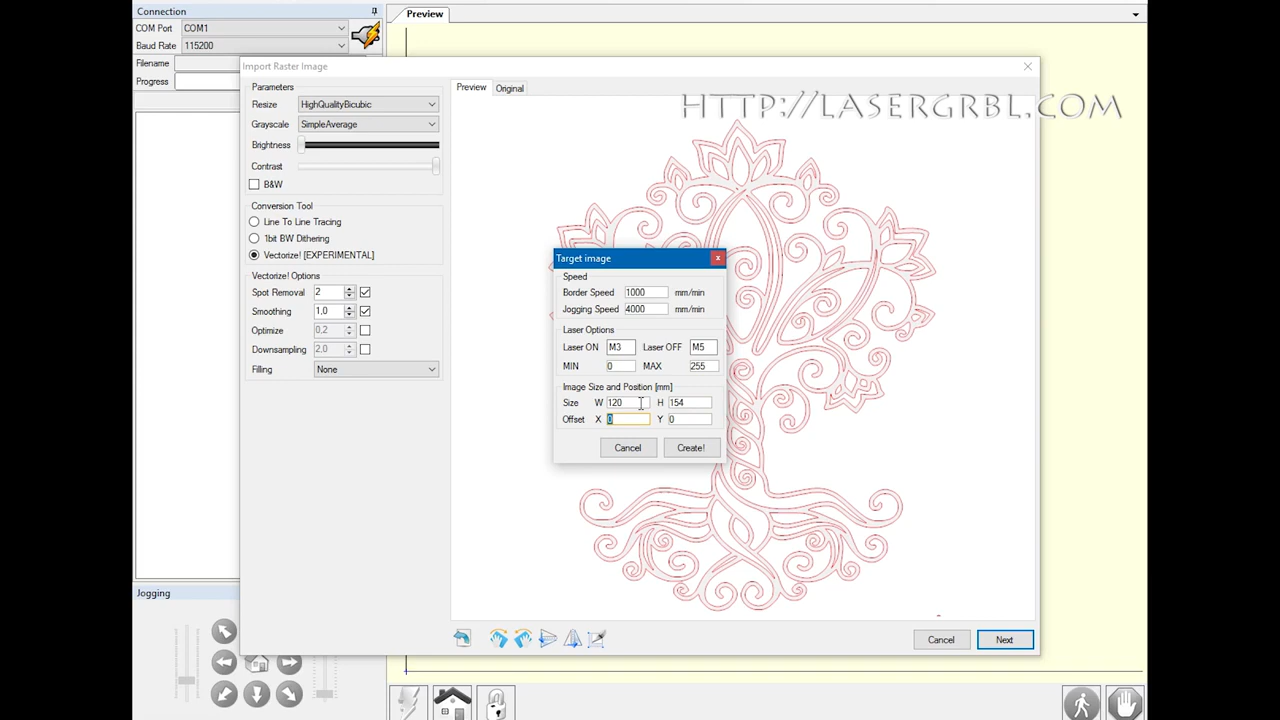 Connection
Preview
COM Port COM1
Baud Rate 115200
Filename
Progress
Import Raster Image
Parameters
Resize HighQualityBicubic
Grayscale SimpleAverage
Brightness
Contrast
B&W
Conversion Tool
Line To Line Tracing
1bit BW Dithering
Vectorize! [EXPERIMENTAL]
Vectorize! Options
Spot Removal 2
Smoothing 1,0
Optimize 0,2
Downsampling 2,0
Filling None
Preview Original
HTTP://LASERGRBL.COM
Target image
Speed
Border Speed 1000 mm/min
Jogging Speed 4000 mm/min
Laser Options
Laser ON M3 Laser OFF M5
MIN 0 MAX 255
Image Size and Position [mm]
Size W 120 H 154
Offset X 0 Y 0
Cancel Create!
Cancel Next
Jogging